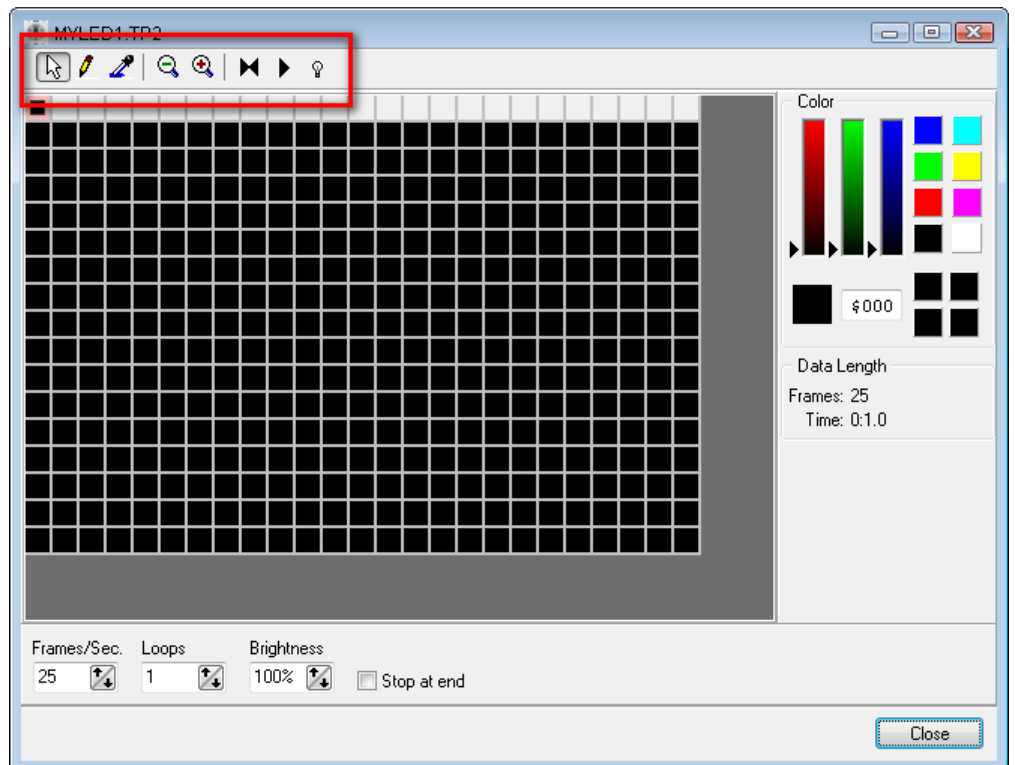 MYLED1.TP2
Color
$000
Data Length
Frames: 25
Time: 0:1.0
Frames/Sec. Loops Brightness
25 1 100% Stop at end
Close